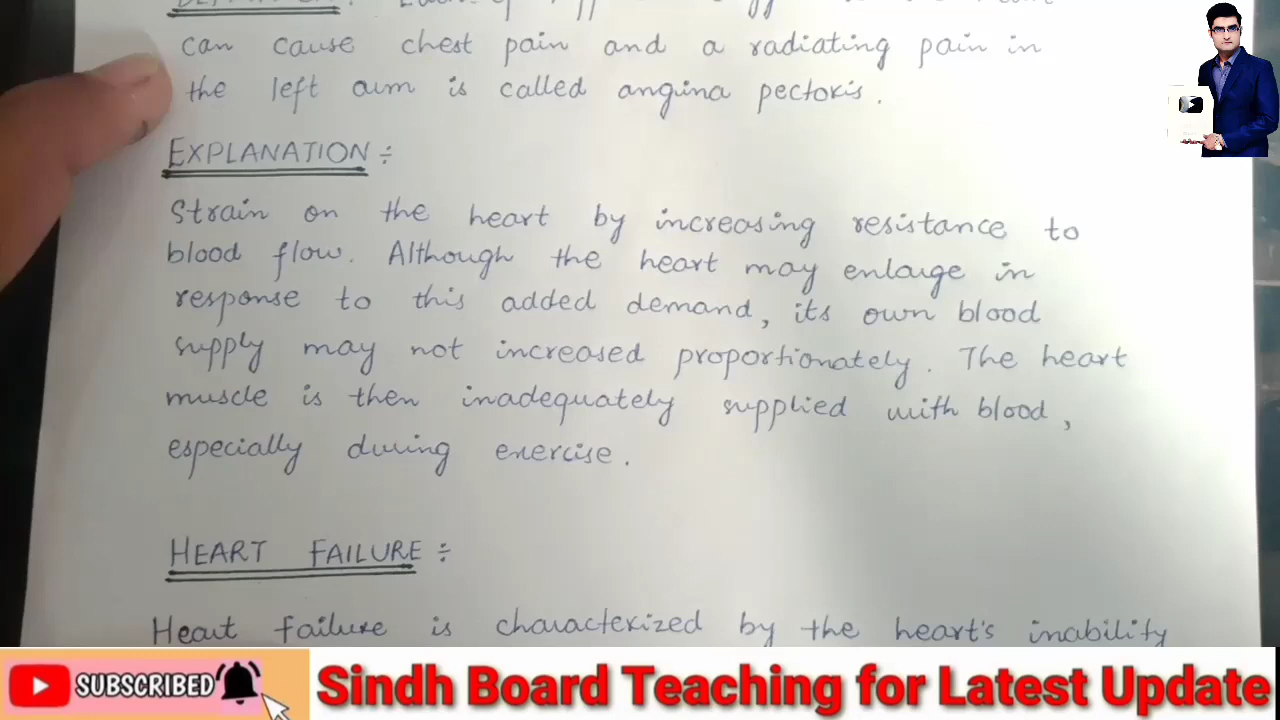 can cause chest pain and a radiating pain in
the left arm is called angina pectoris.
EXPLANATION ÷
Strain on the heart by increasing resistance to
blood flow. Although the heart may enlarge in
response to this added demand, its own blood
supply may not increased proportionately. The heart
muscle is then inadequately supplied with blood,
especially during exercise.
HEART FAILURE ÷
Heart failure is characterized by the heart's inability
SUBSCRIBED
Sindh Board Teaching for Latest Update